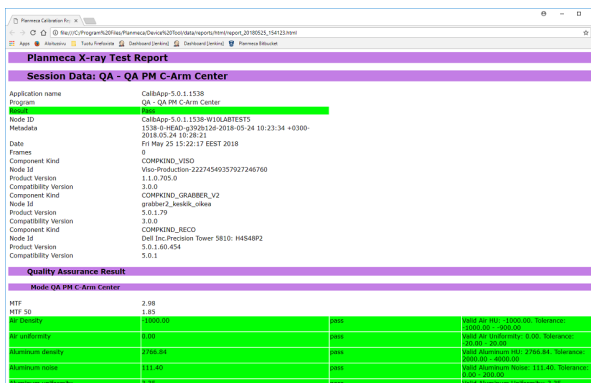 Planmeca Calibration Rep
file:///C:/Program%20Files/Planmeca/Device%20Tool/data/reports/html/report_20180525_154123.html
Apps Aloitussivu Tuotu Firefoxista Dashboard [Jenkins] Dashboard [Jenkins] Planmeca Bitbucket
Planmeca X-ray Test Report
Session Data: QA - QA PM C-Arm Center
Application name CalibApp-5.0.1.1538
Program QA - QA PM C-Arm Center
Result Pass
Node ID CalibApp-5.0.1.1538-W10LABTEST5
Metadata 1538-0-HEAD-g392b12d-2018-05-24 10:23:34 +0300-
2018.05.24 10:28:21
Date Fri May 25 15:22:17 EEST 2018
Frames 0
Component Kind COMPKIND_VISO
Node Id Viso-Production-22274549357927246760
Product Version 1.1.0.705.0
Compatibility Version 3.0.0
Component Kind COMPKIND_GRABBER_V2
Node Id grabber2_keskik_oikea
Product Version 5.0.1.79
Compatibility Version 3.0.0
Component Kind COMPKIND_RECO
Node Id Dell Inc.Precision Tower 5810: H4S48P2
Product Version 5.0.1.60.454
Compatibility Version 5.0.1
Quality Assurance Result
Mode QA PM C-Arm Center
MTF 2.98
MTF 50 1.85
Air Density -1000.00 pass Valid Air HU: -1000.00. Tolerance:
-1000.00 - -900.00
Air uniformity 0.00 pass Valid Air Uniformity: 0.00. Tolerance:
-20.00 - 20.00
Aluminum density 2766.84 pass Valid Aluminum HU: 2766.84. Tolerance:
2000.00 - 4000.00
Aluminum noise 111.40 pass Valid Aluminum Noise: 111.40. Tolerance:
0.00 - 200.00